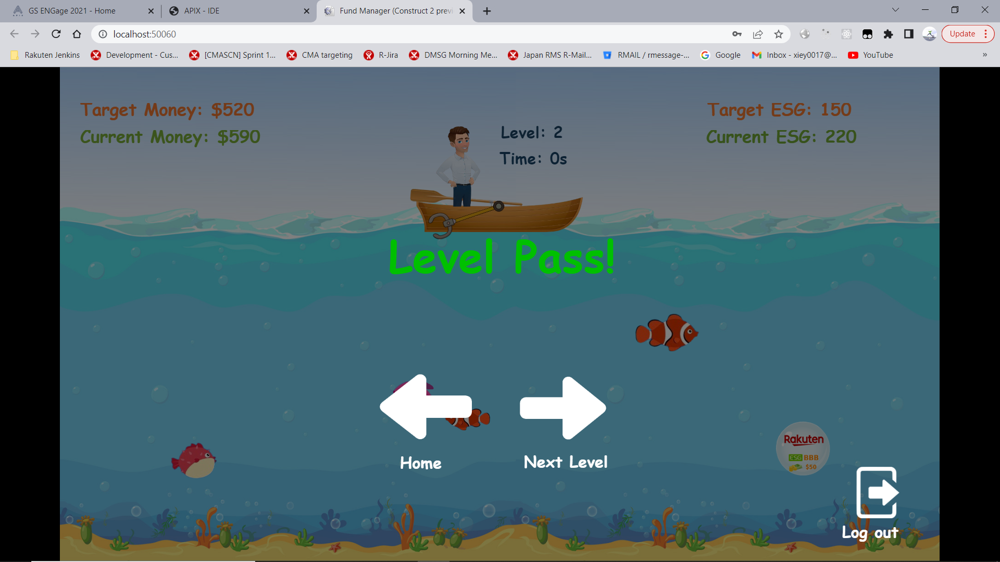 GS ENGage 2021 - Home
APIX - IDE
Fund Manager (Construct 2 previ
localhost:50060
Update
Rakuten Jenkins
Development - Cus...
[CMASCN] Sprint 1...
CMA targeting
R-Jira
DMSG Morning Me...
Japan RMS R-Mail...
RMAIL / rmessage-...
Google
Inbox - xiey0017@...
YouTube
»
Target Money: $520
Current Money: $590
Level: 2
Time: 0s
Target ESG: 150
Current ESG: 220
Level Pass!
Home
Next Level
Rakuten
ESG BBB
$50
Log out